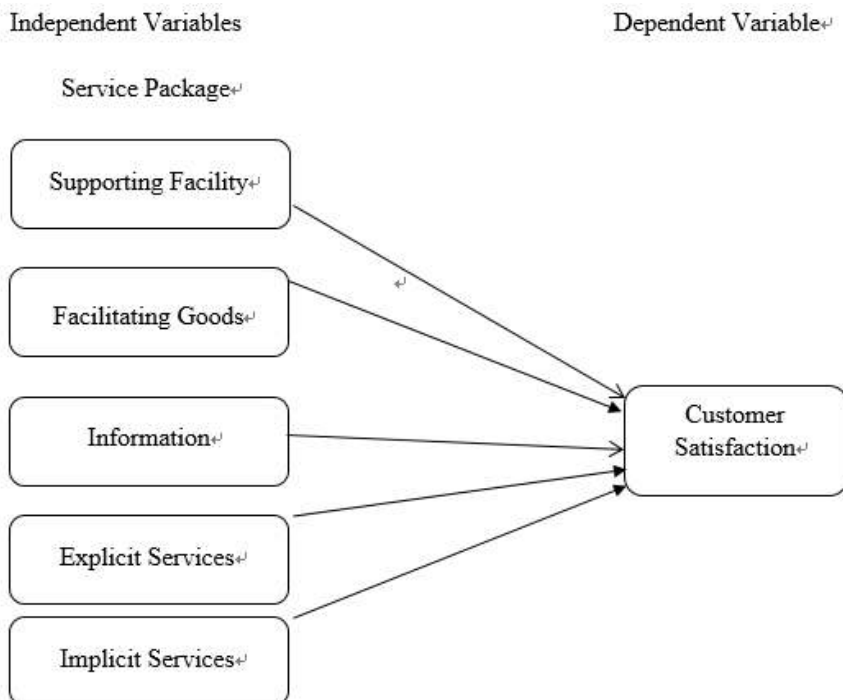 Independent Variables
Dependent Variable↵
Service Package↵
Supporting Facility↵
↵
Facilitating Goods↵
Information↵
Customer
Satisfaction↵
Explicit Services↵
Implicit Services↵